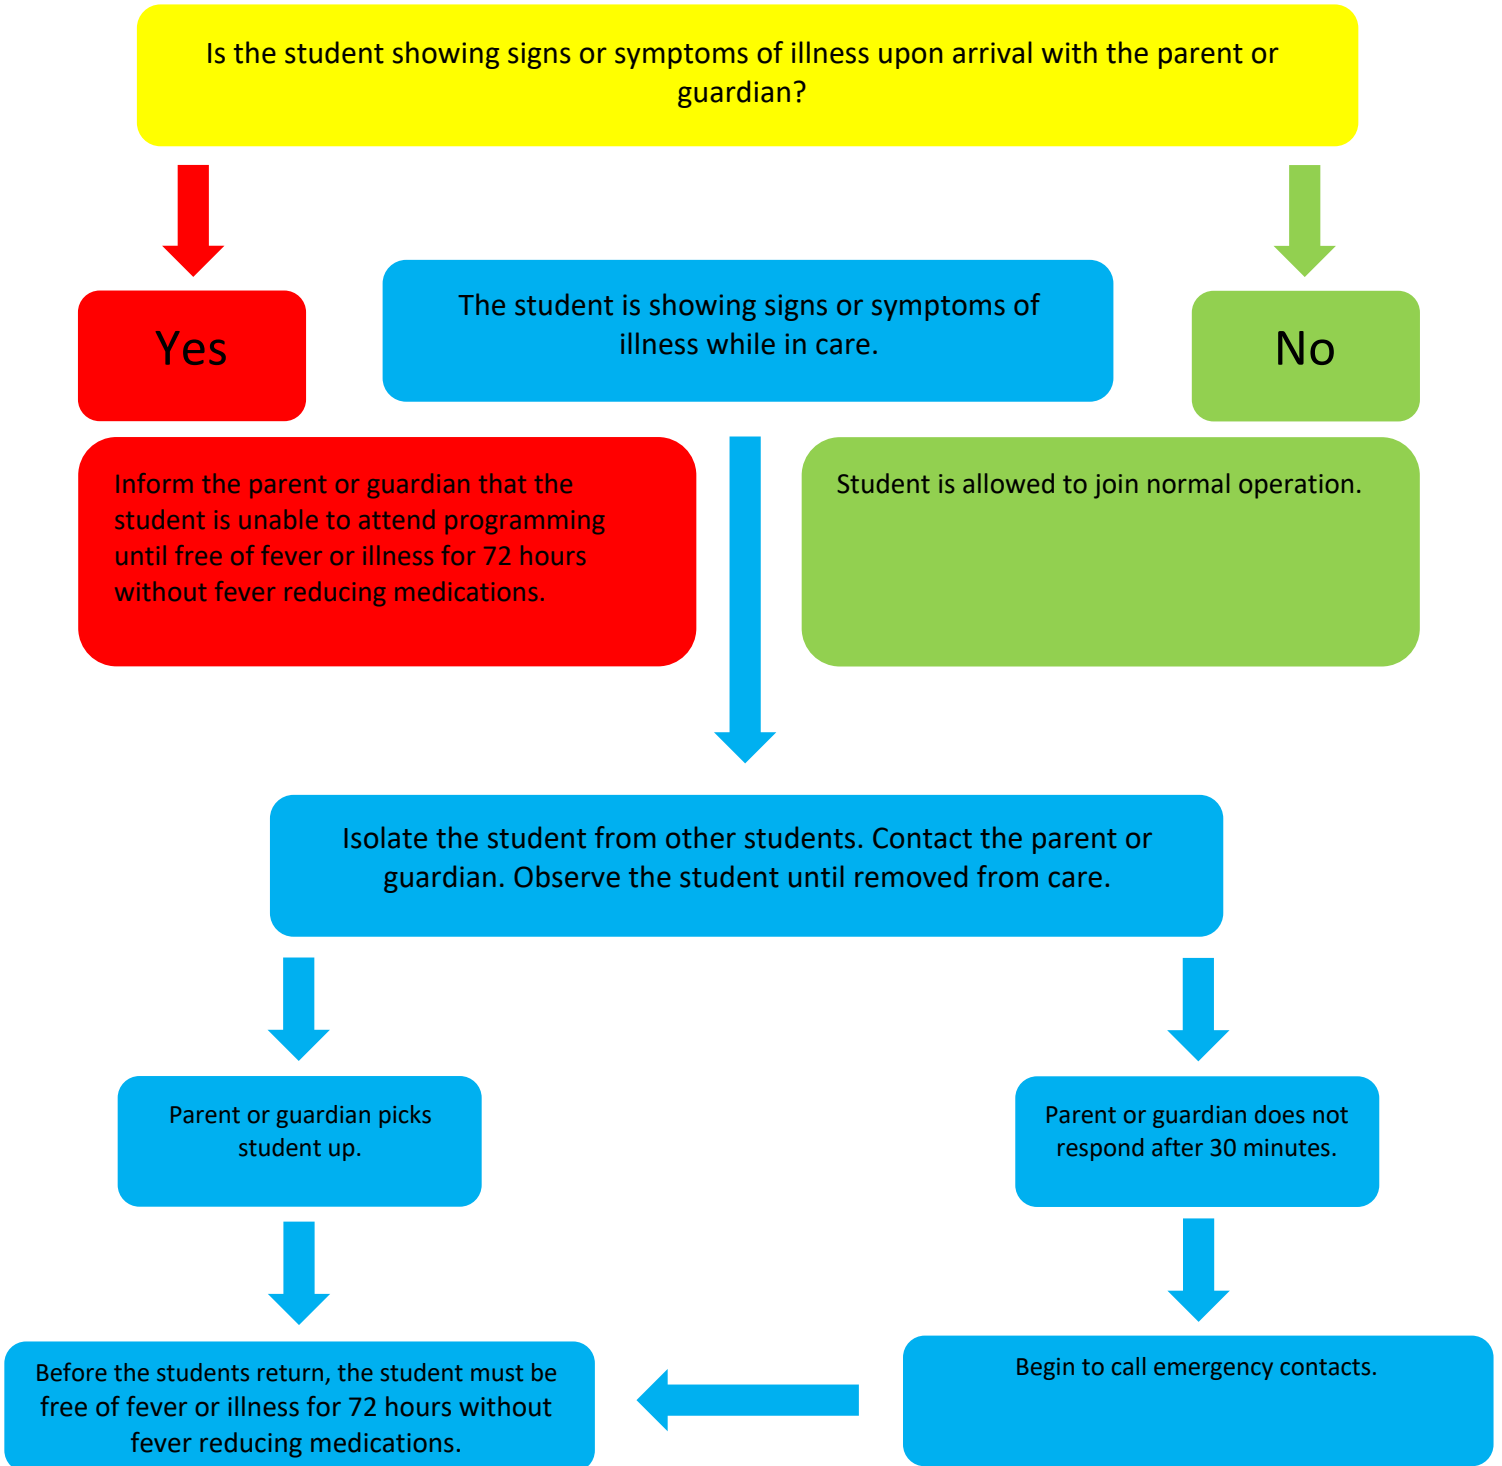 Is the student showing signs or symptoms of illness upon arrival with the parent or
guardian?
Yes
The student is showing signs or symptoms of
illness while in care.
No
Inform the parent or guardian that the
student is unable to attend programming
until free of fever or illness for 72 hours
without fever reducing medications.
Student is allowed to join normal operation.
Isolate the student from other students. Contact the parent or
guardian. Observe the student until removed from care.
Parent or guardian picks
student up.
Parent or guardian does not
respond after 30 minutes.
Before the students return, the student must be
free of fever or illness for 72 hours without
fever reducing medications.
Begin to call emergency contacts.